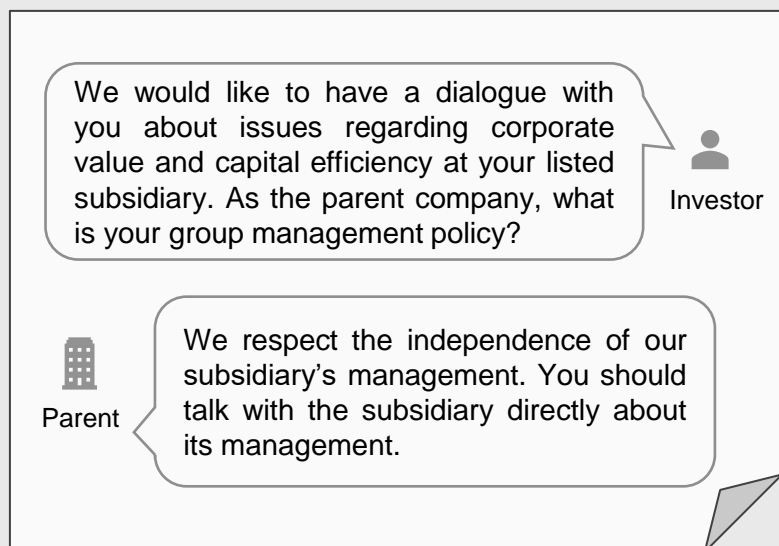 We would like to have a dialogue with
you about issues regarding corporate
value and capital efficiency at your listed
subsidiary. As the parent company, what
is your group management policy?
Investor
We respect the independence of our
subsidiary's management. You should
talk with the subsidiary directly about
its management.
Parent